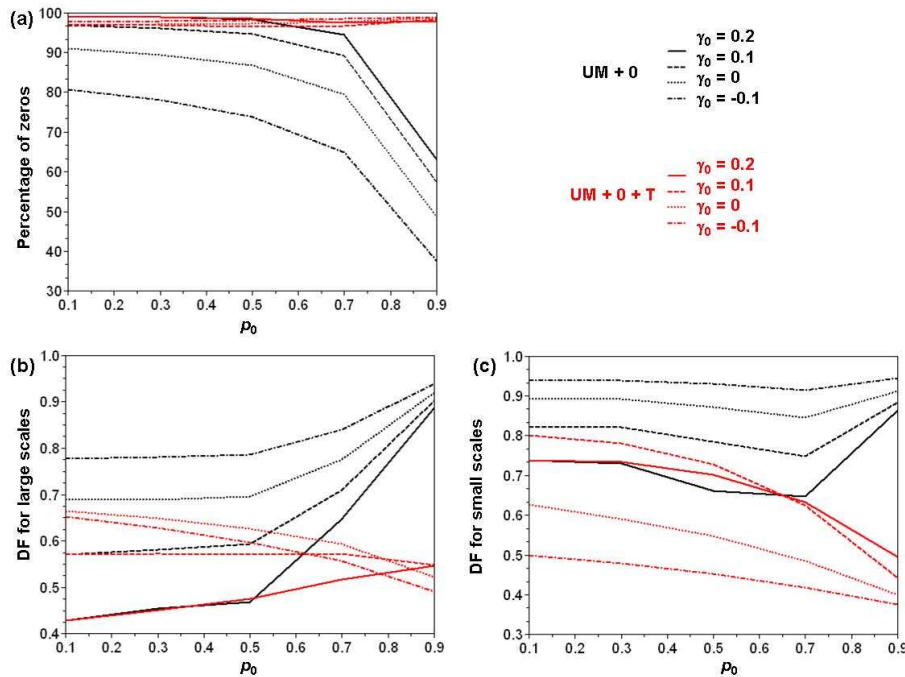 (a)
Percentage of zeros
100
90
80
70
60
50
40
30
0.1 0.2 0.3 0.4 0.5 0.6 0.7 0.8 0.9
p₀
UM + 0
γ₀ = 0.2
γ₀ = 0.1
γ₀ = 0
γ₀ = -0.1
UM + 0 + T
γ₀ = 0.2
γ₀ = 0.1
γ₀ = 0
γ₀ = -0.1
(b)
DF for large scales
1.0
0.9
0.8
0.7
0.6
0.5
0.4
0.1 0.2 0.3 0.4 0.5 0.6 0.7 0.8 0.9
p₀
(c)
DF for small scales
1.0
0.9
0.8
0.7
0.6
0.5
0.4
0.3
0.1 0.2 0.3 0.4 0.5 0.6 0.7 0.8 0.9
p₀